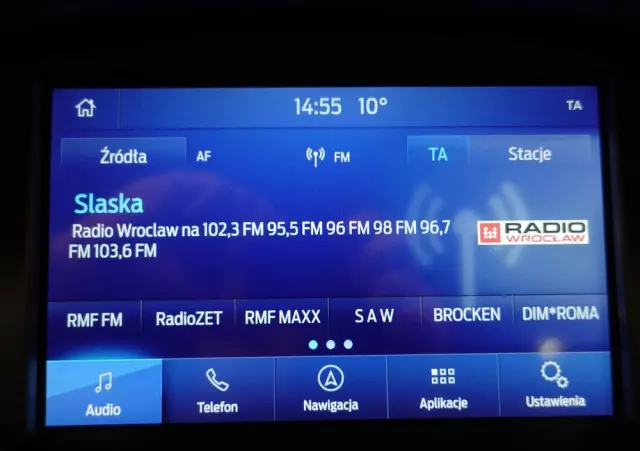 14:55 10° TA
Źródła AF FM TA Stacje
Slaska
Radio Wroclaw na 102,3 FM 95,5 FM 96 FM 98 FM 96,7
FM 103,6 FM
RADIO
WROCŁAW
RMF FM RadioZET RMF MAXX S A W BROCKEN DIM*ROMA
Audio Telefon Nawigacja Aplikacje Ustawienia